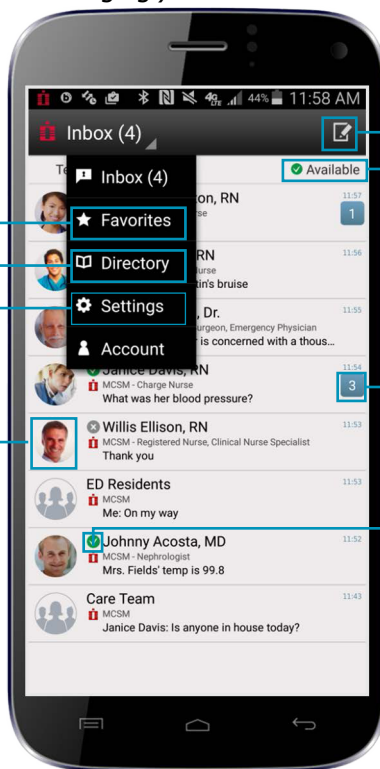 44% 11:58 AM
Inbox (4)
Available
Inbox (4)
Favorites
Directory
Settings
Account
RN
11:57
1
RN
11:56
tin's bruise
, Dr.
11:55
urgeon, Emergency Physician
r is concerned with a thous...
Janice Davis, RN
11:54
MCSM - Charge Nurse
3
What was her blood pressure?
Willis Ellison, RN
11:53
MCSM - Registered Nurse, Clinical Nurse Specialist
Thank you
ED Residents
11:53
MCSM
Me: On my way
Johnny Acosta, MD
11:52
MCSM - Nephrologist
Mrs. Fields' temp is 99.8
Care Team
11:43
MCSM
Janice Davis: Is anyone in house today?